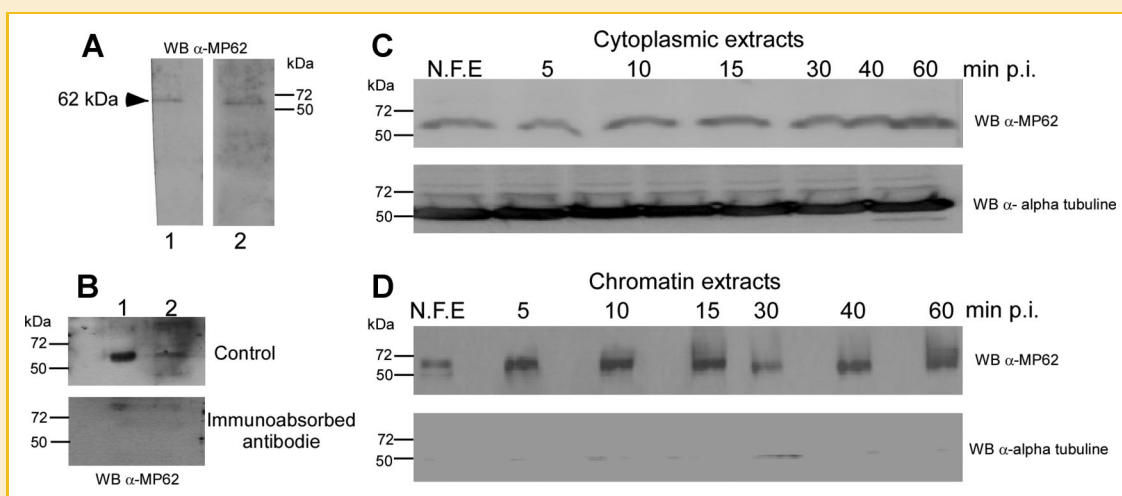 A
WB α-MP62
kDa
62 kDa
72
50
1 2
B
1 2
kDa
72
50
Control
72
50
Immunoabsorbed
antibodie
WB α-MP62
C
Cytoplasmic extracts
N.F.E 5 10 15 30 40 60 min p.i.
kDa
72
50
WB α-MP62
72
50
WB α- alpha tubuline
D
Chromatin extracts
N.F.E 5 10 15 30 40 60 min p.i.
kDa
72
50
WB α-MP62
72
50
WB α-alpha tubuline